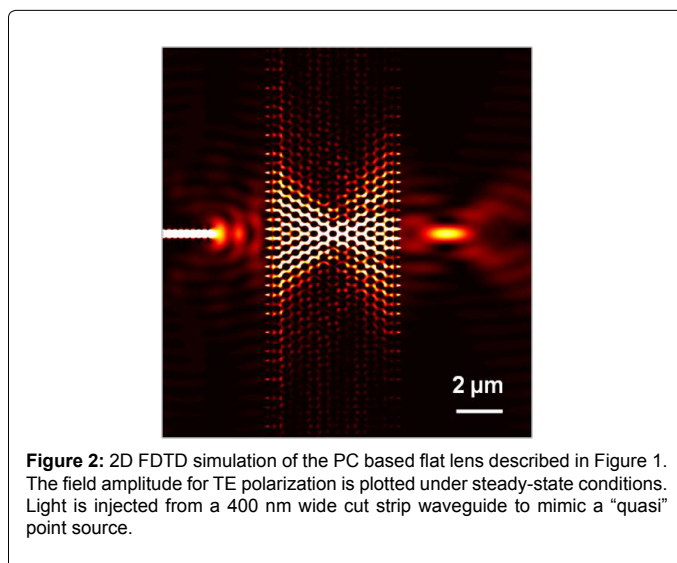 2 µm
Figure 2: 2D FDTD simulation of the PC based flat lens described in Figure 1.
The field amplitude for TE polarization is plotted under steady-state conditions.
Light is injected from a 400 nm wide cut strip waveguide to mimic a “quasi”
point source.